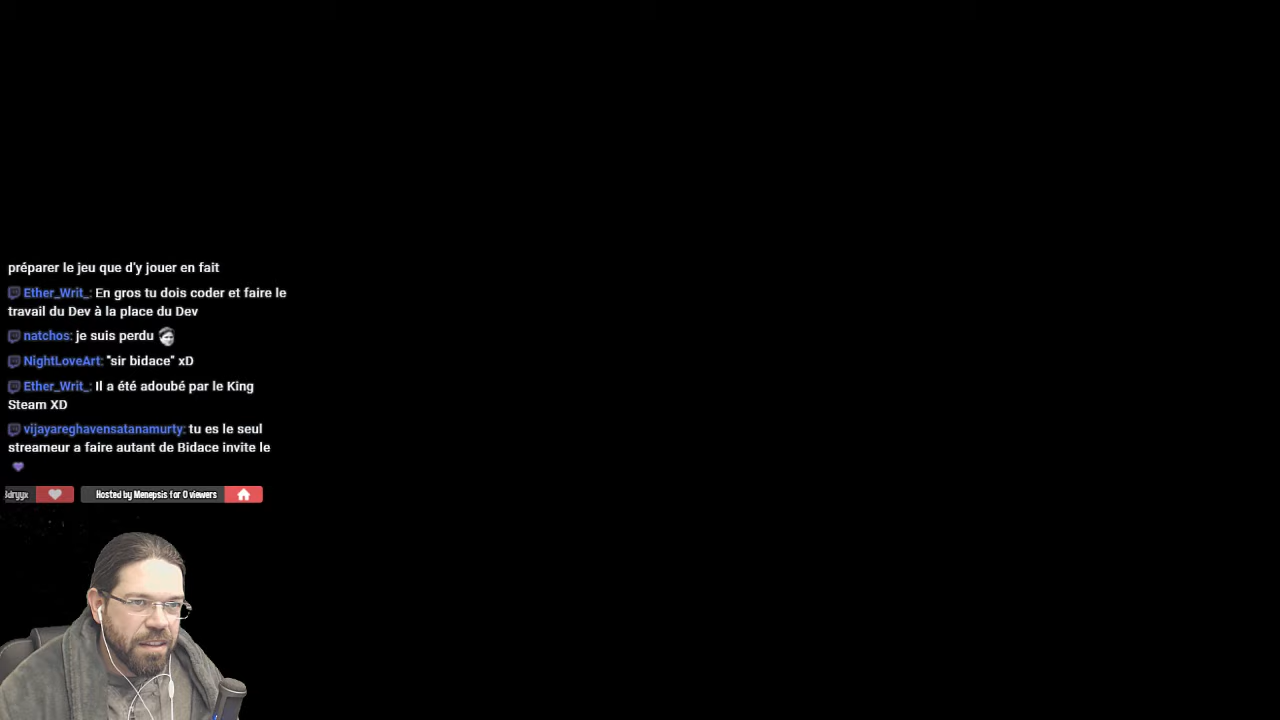 préparer le jeu que d'y jouer en fait
Ether_Writ_: En gros tu dois coder et faire le
travail du Dev à la place du Dev
natchos: je suis perdu
NightLoveArt: "sir bidace" xD
Ether_Writ_: Il a été adoubé par le King
Steam XD
vijayareghavensatanamurty: tu es le seul
streameur a faire autant de Bidace invite le
Hosted by Menepsis for 0 viewers